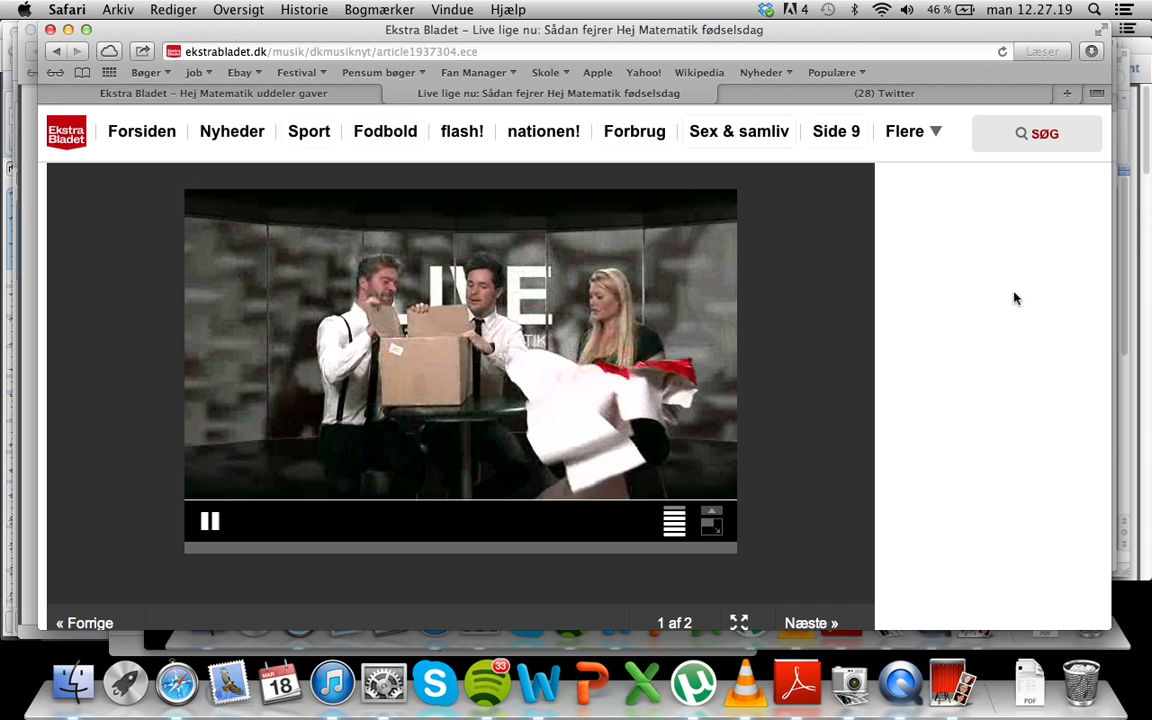 Safari Arkiv Rediger Oversigt Historie Bogmærker Vindue Hjælp 4 46 % man 12.27.19
Ekstra Bladet – Live lige nu: Sådan fejrer Hej Matematik fødselsdag
ekstrabladet.dk/musik/dkmusiknyt/article1937304.ece Læser
Bøger job Ebay Festival Pensum bøger Fan Manager Skole Apple Yahoo! Wikipedia Nyheder Populære
Ekstra Bladet – Hej Matematik uddeler gaver Live lige nu: Sådan fejrer Hej Matematik fødselsdag (28) Twitter
Ekstra Bladet Forsiden Nyheder Sport Fodbold flash! nationen! Forbrug Sex & samliv Side 9 Flere SØG
LIVE
« Forrige 1 af 2 Næste »
MAR 18 33
PDF